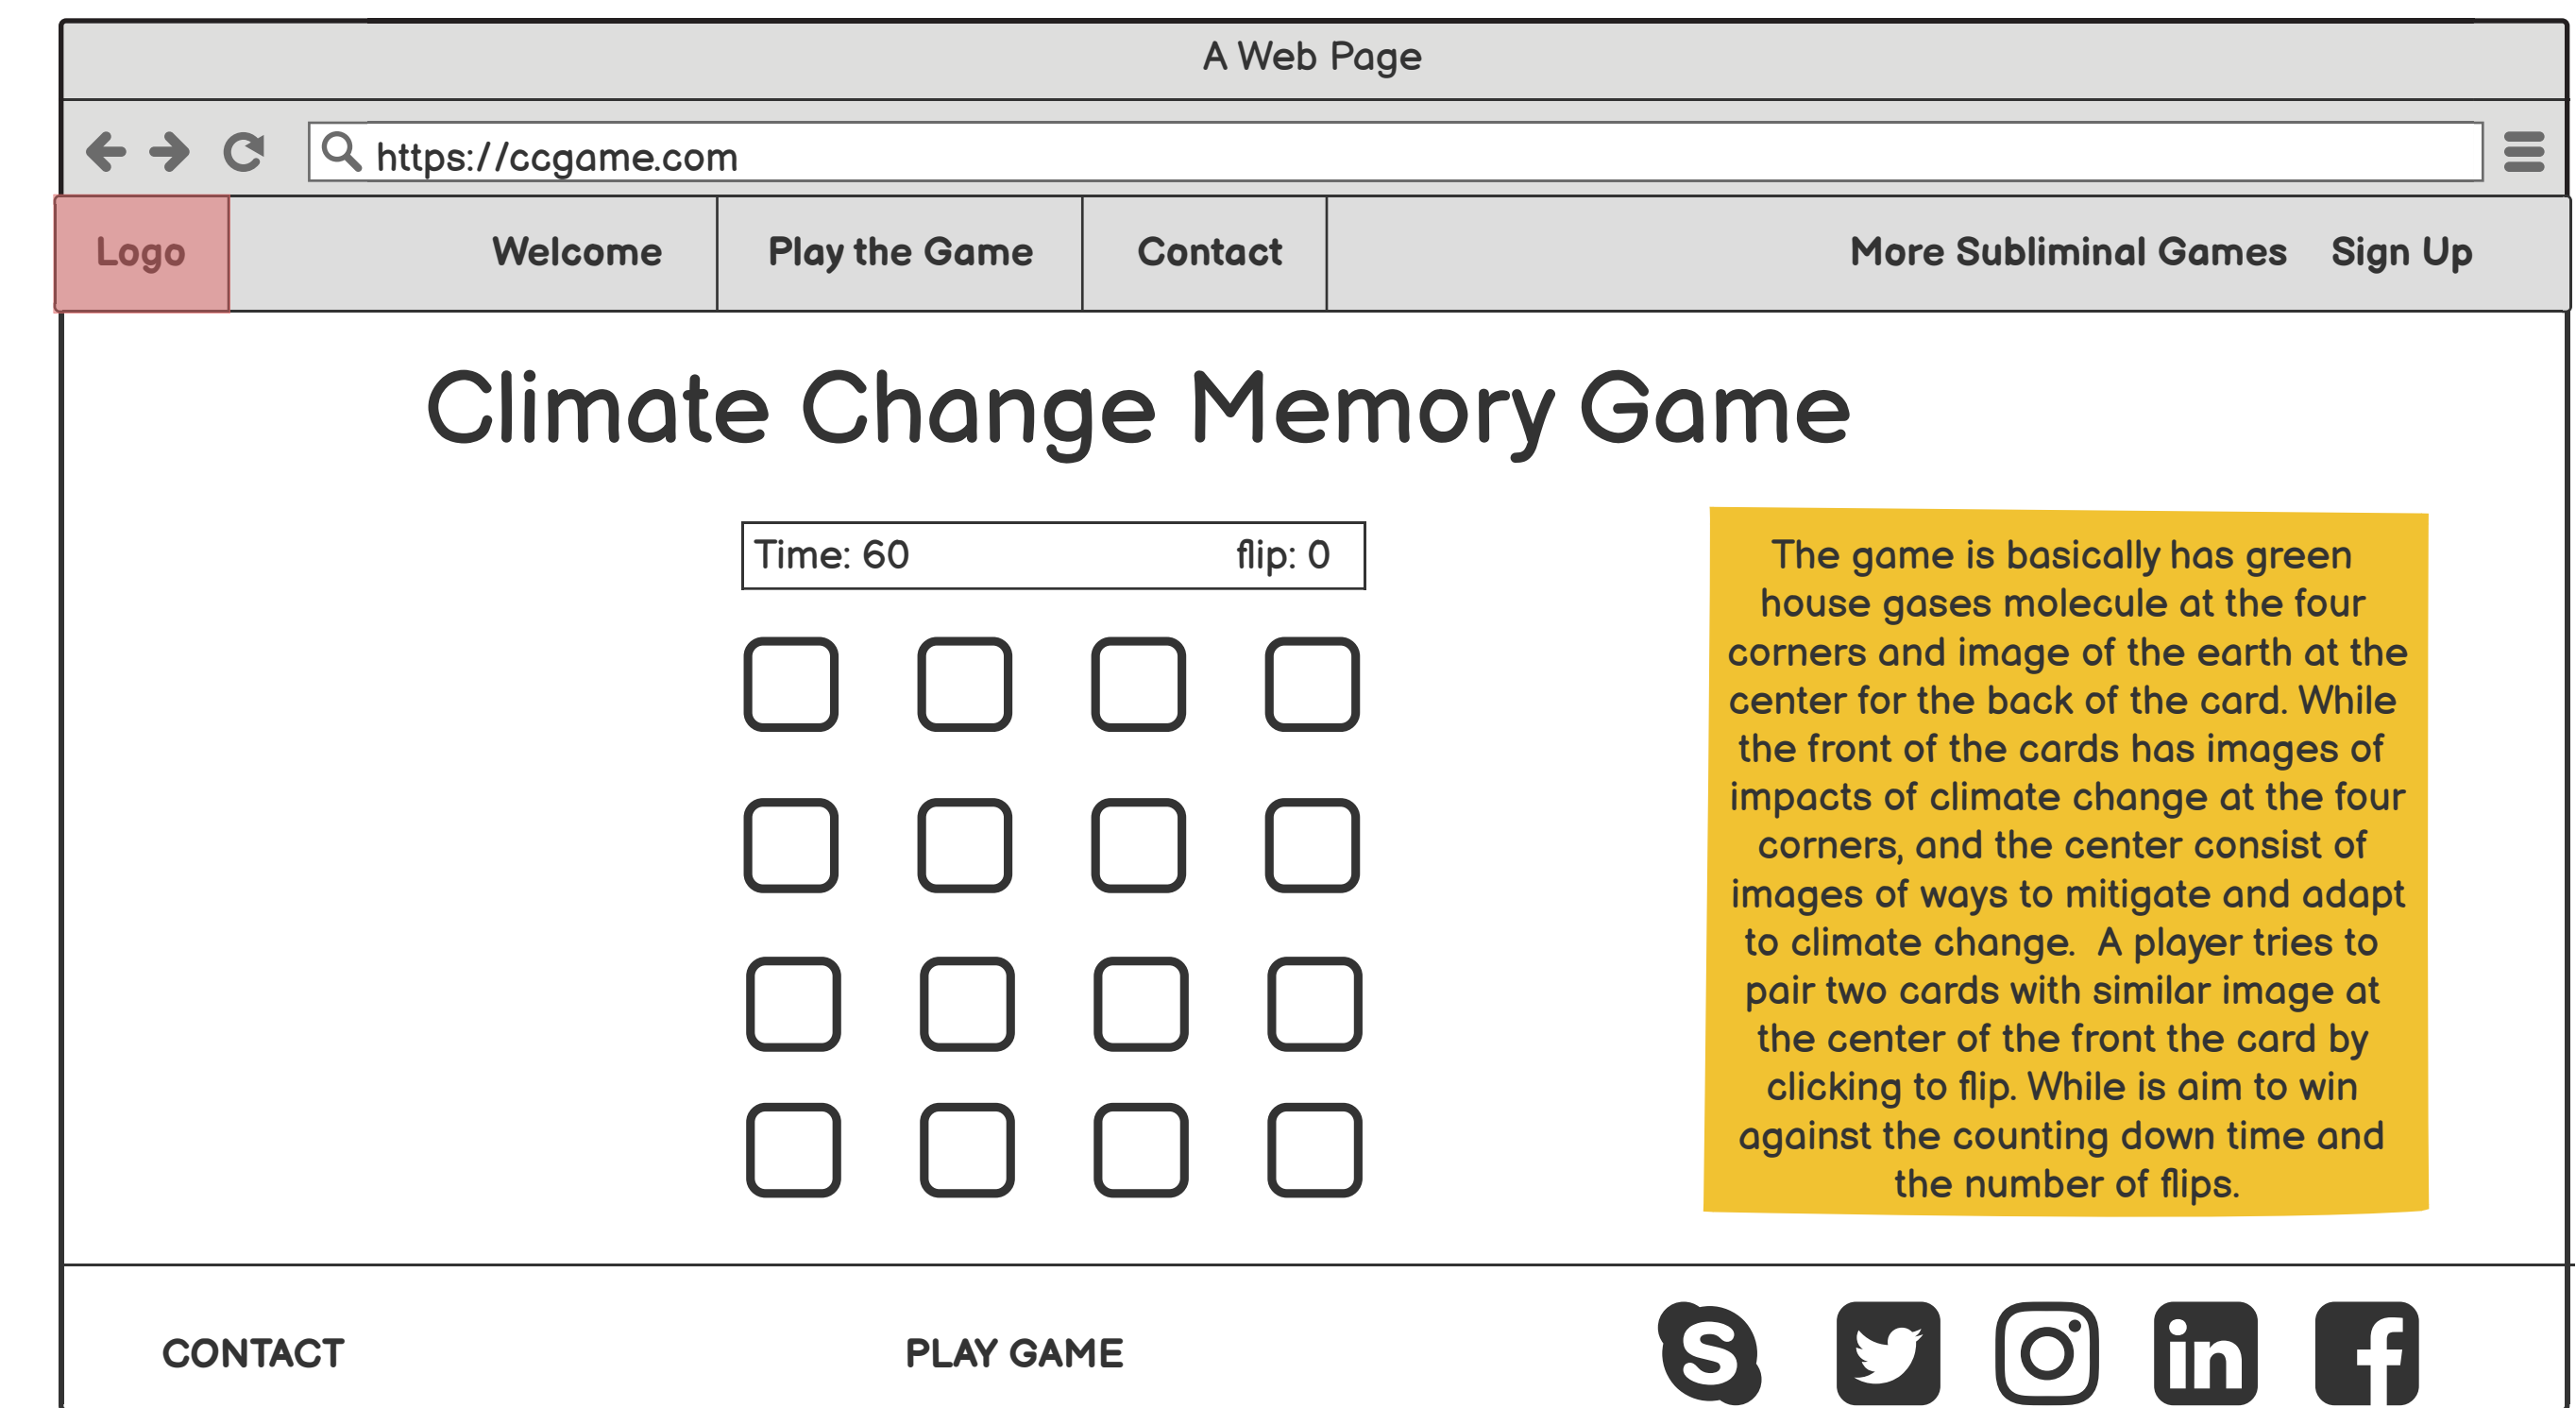 A Web Page
https://ccgame.com
Logo
Welcome
Play the Game
Contact
More Subliminal Games
Sign Up
Climate Change Memory Game
Time: 60
flip: 0
The game is basically has green
house gases molecule at the four
corners and image of the earth at the
center for the back of the card. While
the front of the cards has images of
impacts of climate change at the four
corners, and the center consist of
images of ways to mitigate and adapt
to climate change.  A player tries to
pair two cards with similar image at
the center of the front the card by
clicking to flip. While is aim to win
against the counting down time and
the number of flips.
CONTACT
PLAY GAME